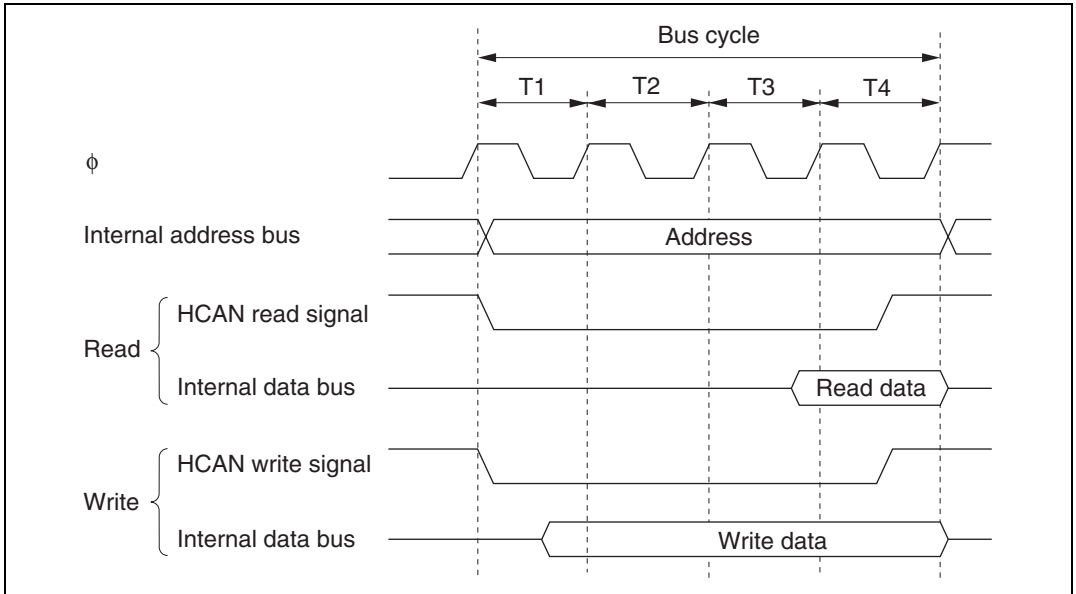 Bus cycle
T1 T2 T3 T4
ϕ
Internal address bus Address
HCAN read signal
Read
Internal data bus Read data
HCAN write signal
Write
Internal data bus Write data